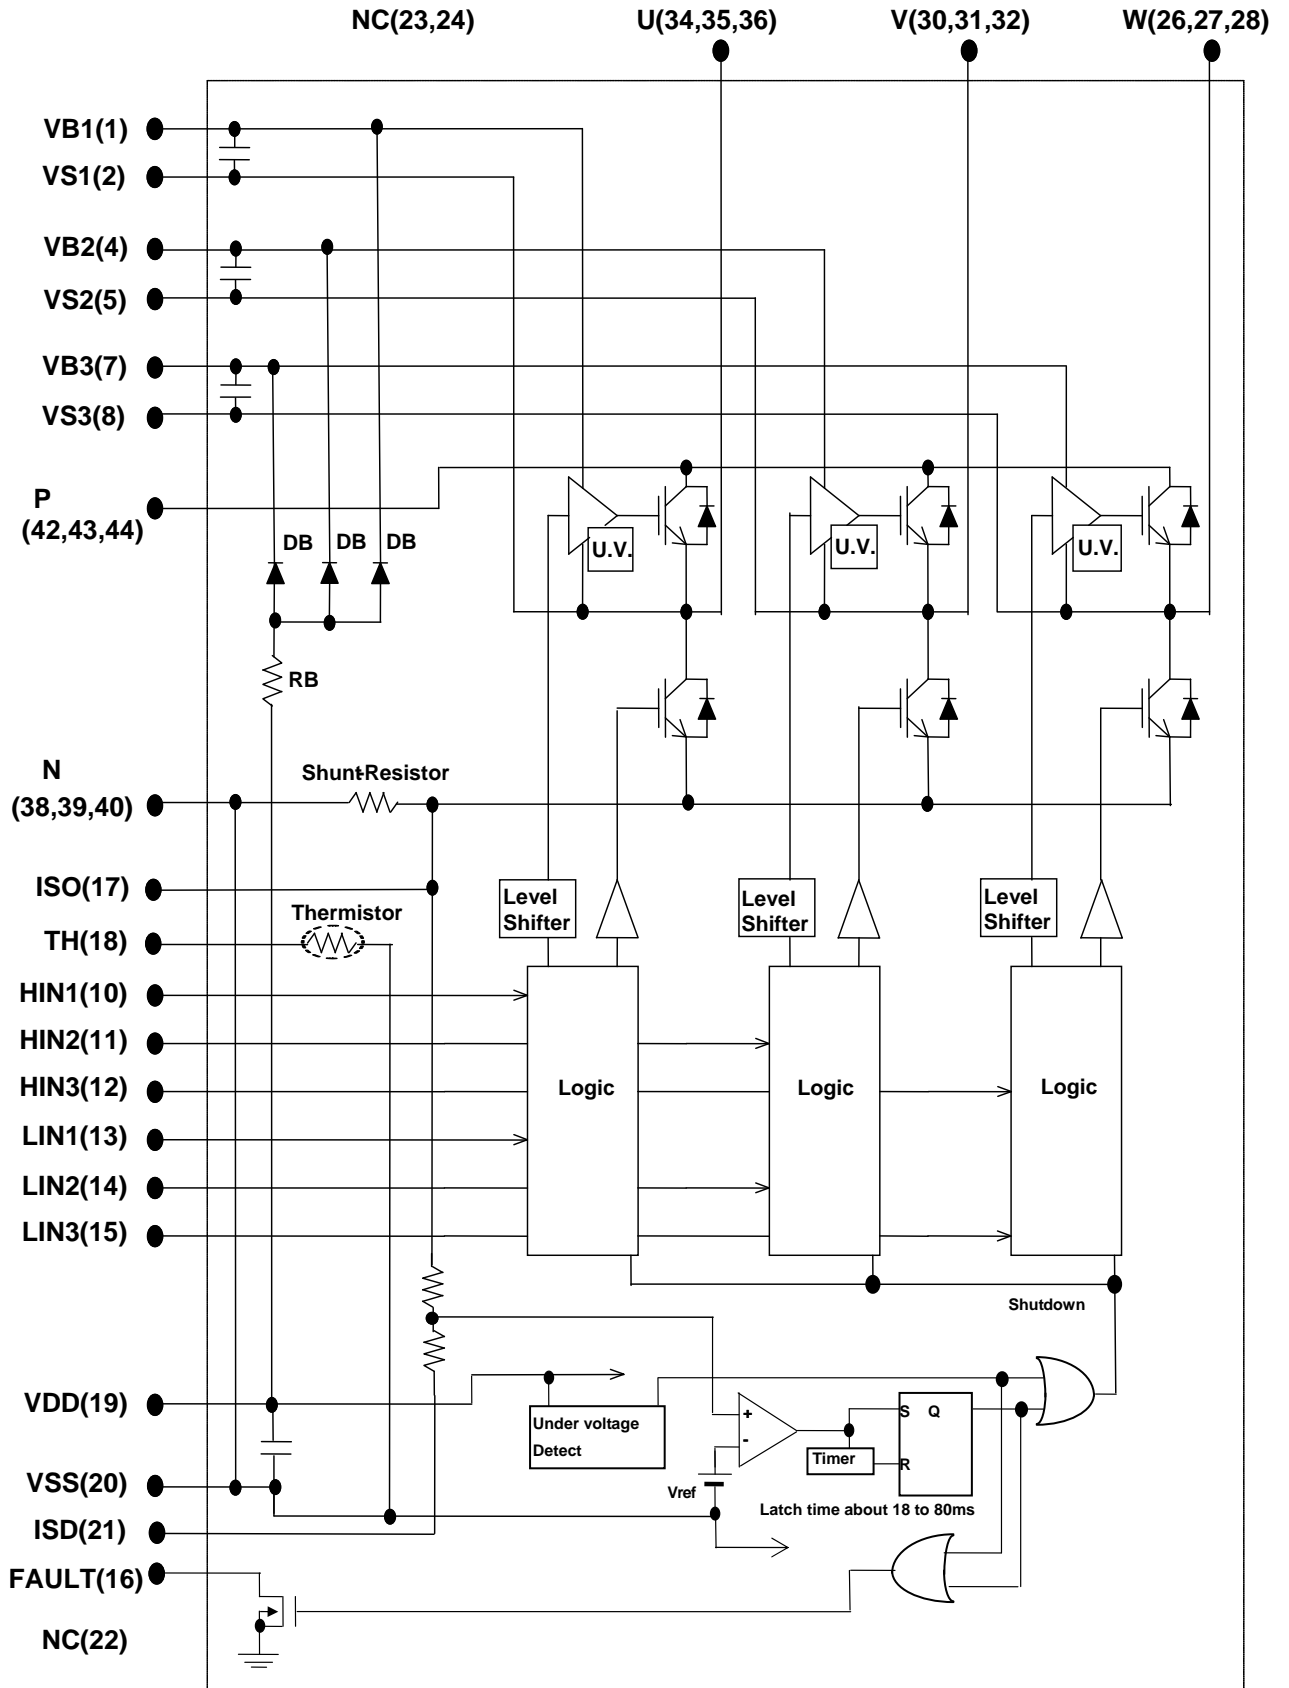 NC(23,24)
U(34,35,36)
V(30,31,32)
W(26,27,28)
VB1(1)
VS1(2)
VB2(4)
VS2(5)
VB3(7)
VS3(8)
P
(42,43,44)
DB
DB
DB
U.V.
U.V.
U.V.
RB
N
(38,39,40)
Shunt-Resistor
ISO(17)
Thermistor
TH(18)
Level
Shifter
Level
Shifter
Level
Shifter
HIN1(10)
HIN2(11)
HIN3(12)
LIN1(13)
LIN2(14)
LIN3(15)
Logic
Logic
Logic
Shutdown
VDD(19)
Under voltage
Detect
+
-
S Q
R
Timer
Vref
Latch time about 18 to 80ms
VSS(20)
ISD(21)
FAULT(16)
NC(22)